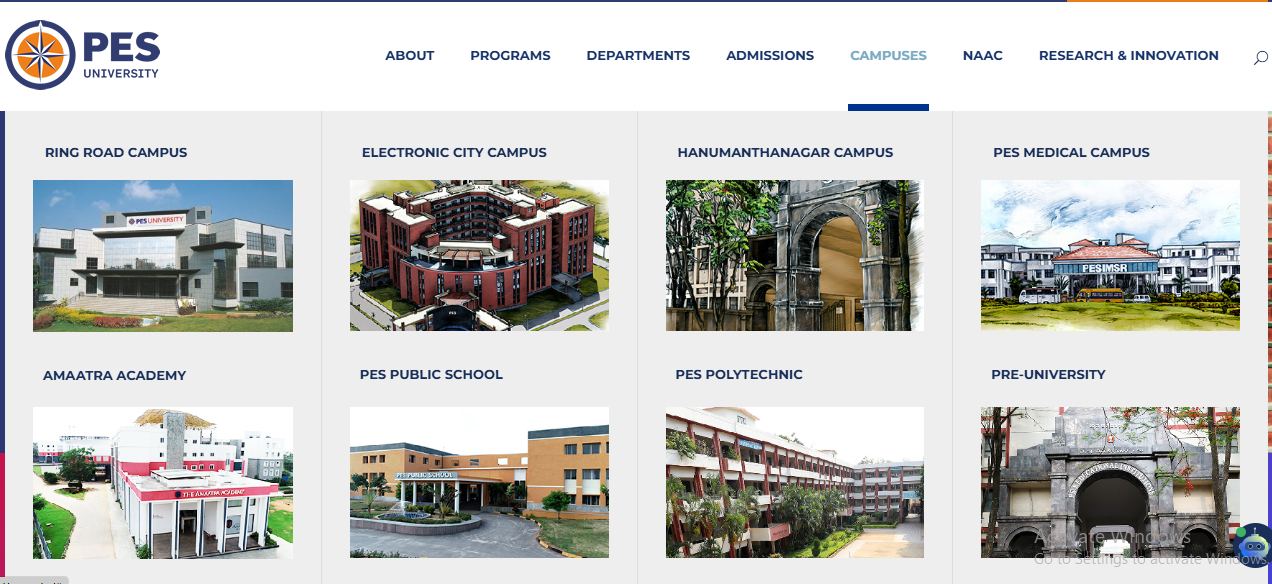 PES
UNIVERSITY
ABOUT PROGRAMS DEPARTMENTS ADMISSIONS CAMPUSES NAAC RESEARCH & INNOVATION
RING ROAD CAMPUS ELECTRONIC CITY CAMPUS HANUMANTHANAGAR CAMPUS PES MEDICAL CAMPUS
PES UNIVERSITY
PESIMSR
PES
AMAATRA ACADEMY PES PUBLIC SCHOOL PES POLYTECHNIC PRE-UNIVERSITY
PES PUBLIC SCHOOL
THE AMAATRA ACADEMY
Activate Windows
Go to Settings to activate Windows.